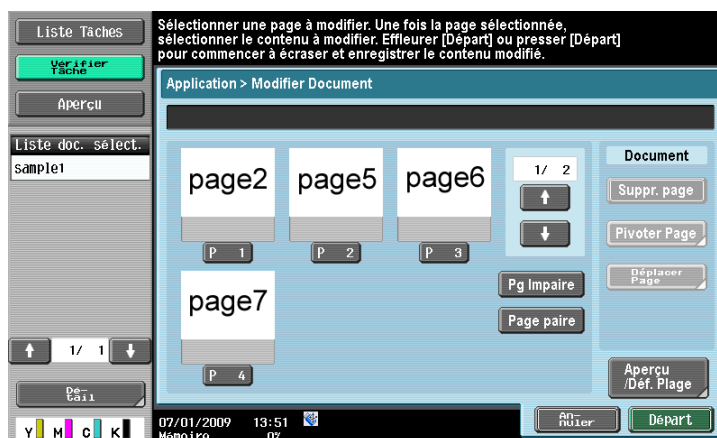 Liste Tâches
Sélectionner une page à modifier. Une fois la page sélectionnée,
sélectionner le contenu à modifier. Effleurer [Départ] ou presser [Départ]
pour commencer à écraser et enregistrer le contenu modifié.
Vérifier
Tâche
Aperçu
Application > Modifier Document
Liste doc. sélect.
sample1
page2
page5
page6
1/ 2
Document
Suppr. page
Pivoter Page
Déplacer
Page
P 1
P 2
P 3
Pg Impaire
Page paire
page7
P 4
1/ 1
Dé-
tail
Aperçu
/Déf. Plage
Y M C K
07/01/2009 13:51
Mémoire 0%
An-
nuler
Départ